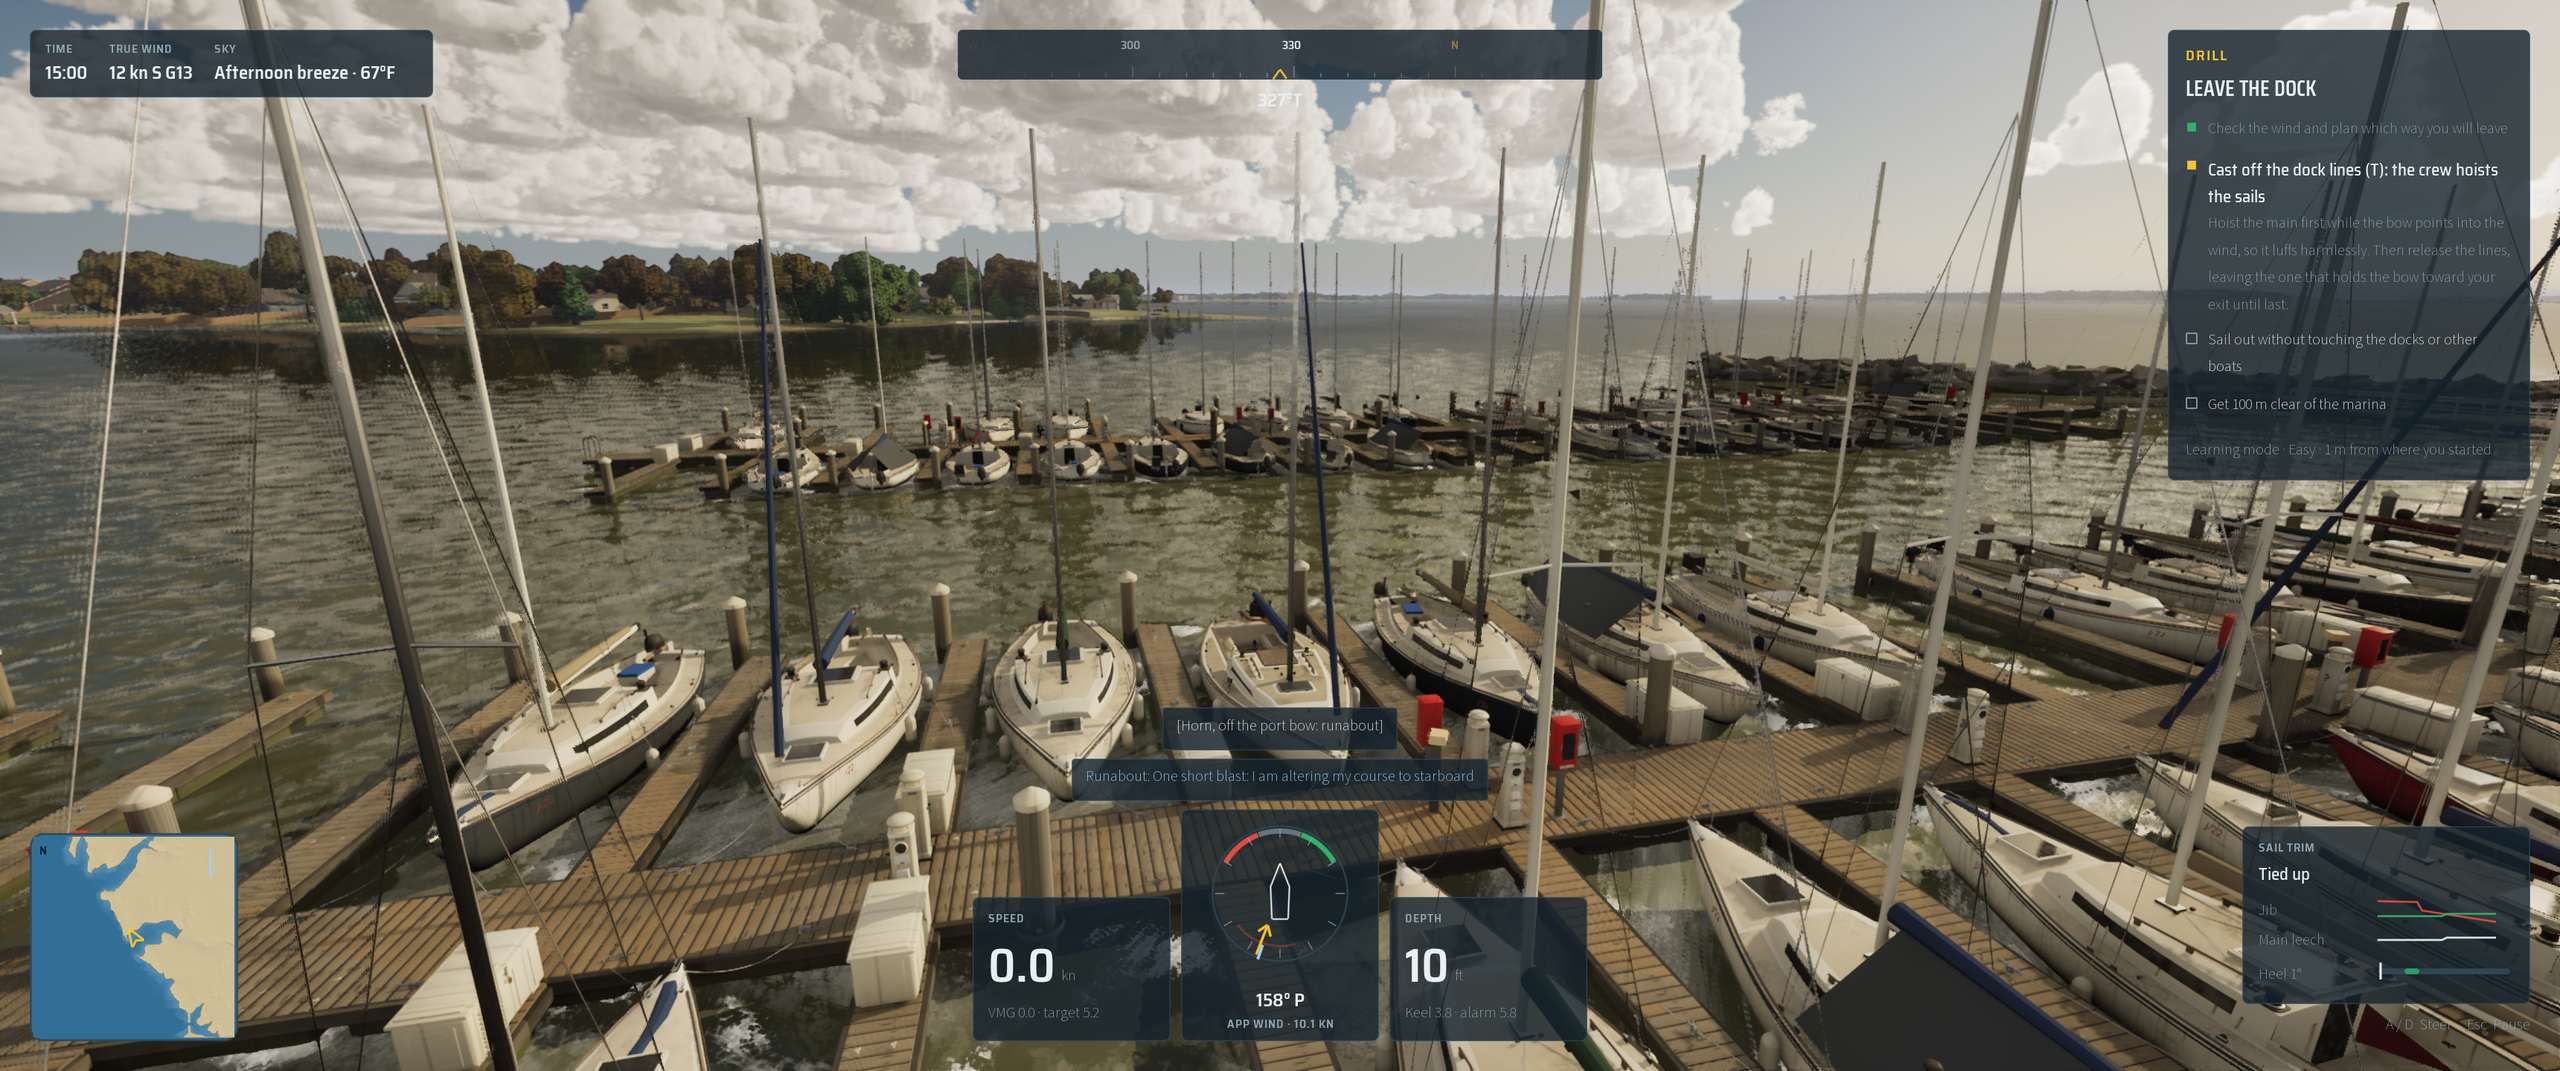 TIME TRUE WIND SKY
15:00 12 kn S G13 Afternoon breeze · 67°F
300 330 N
327°T
DRILL
LEAVE THE DOCK
Check the wind and plan which way you will leave
Cast off the dock lines (T): the crew hoists
the sails
Hoist the main first while the bow points into the
wind, so it luffs harmlessly. Then release the lines,
leaving the one that holds the bow toward your
exit until last.
Sail out without touching the docks or other
boats
Get 100 m clear of the marina
Learning mode · Easy · 1 m from where you started
[Horn, off the port bow: runabout]
Runabout: One short blast: I am altering my course to starboard
N
SPEED
0.0 kn
VMG 0.0 · target 5.2
158° P
APP WIND · 10.1 KN
DEPTH
10 ft
Keel 3.8 · alarm 5.8
SAIL TRIM
Tied up
Jib
Main leech
Heel 1°
A / D Steer Esc Pause